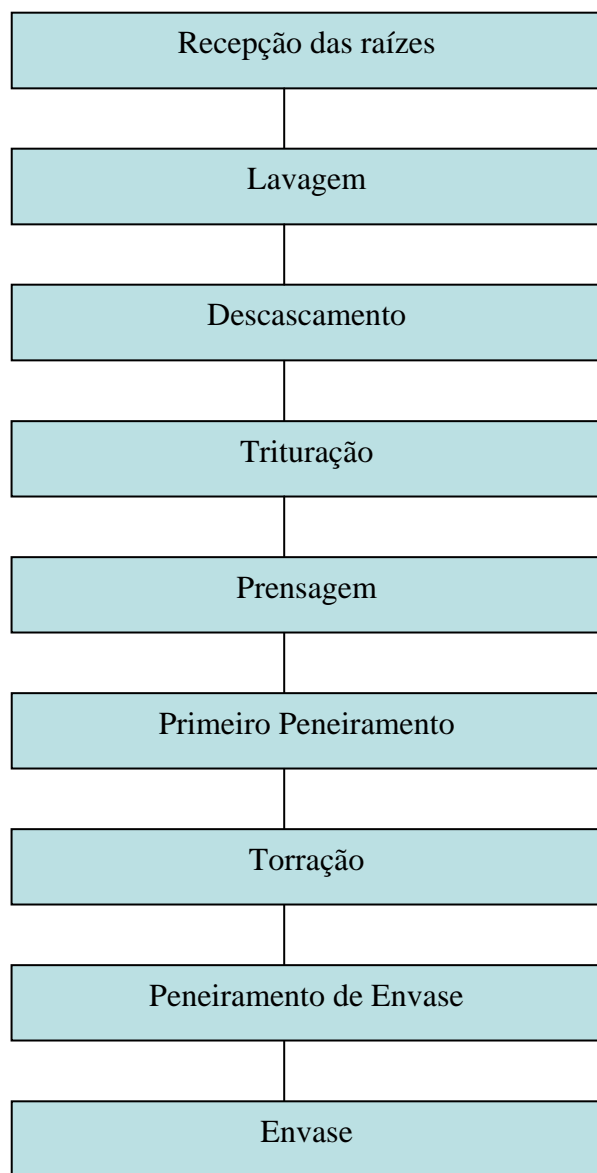 Recepção das raízes
Lavagem
Descascamento
Trituração
Prensagem
Primeiro Peneiramento
Torração
Peneiramento de Envase
Envase